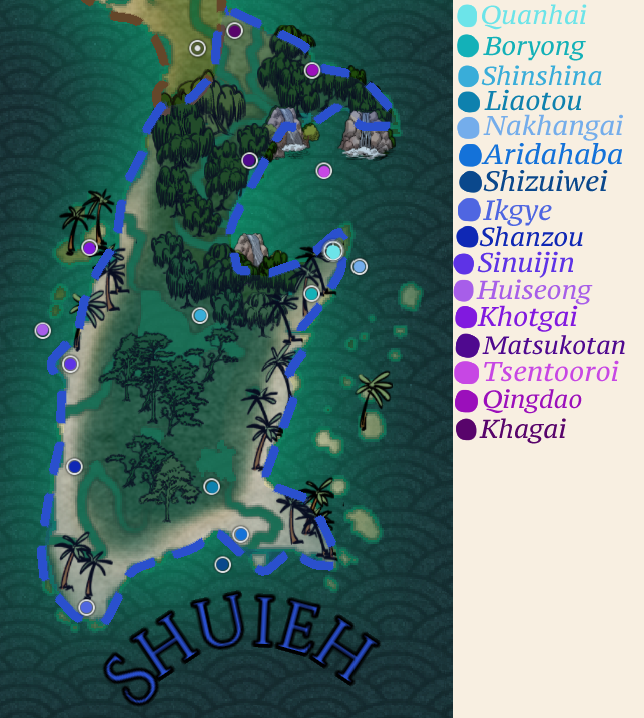 Quanhai
Boryong
Shinshina
Liaotou
Nakhangai
Aridahaba
Shizuiwei
Ikgye
Shanzou
Sinuijin
Huiseong
Khotgai
Matsukotan
Tsentooroi
Qingdao
Khagai
SHUIEH